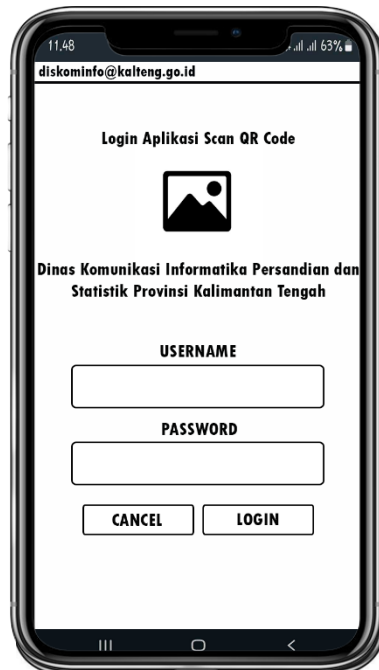 11.48
63%
diskominfo@kalteng.go.id
Login Aplikasi Scan QR Code
Dinas Komunikasi Informatika Persandian dan
Statistik Provinsi Kalimantan Tengah
USERNAME
PASSWORD
CANCEL LOGIN